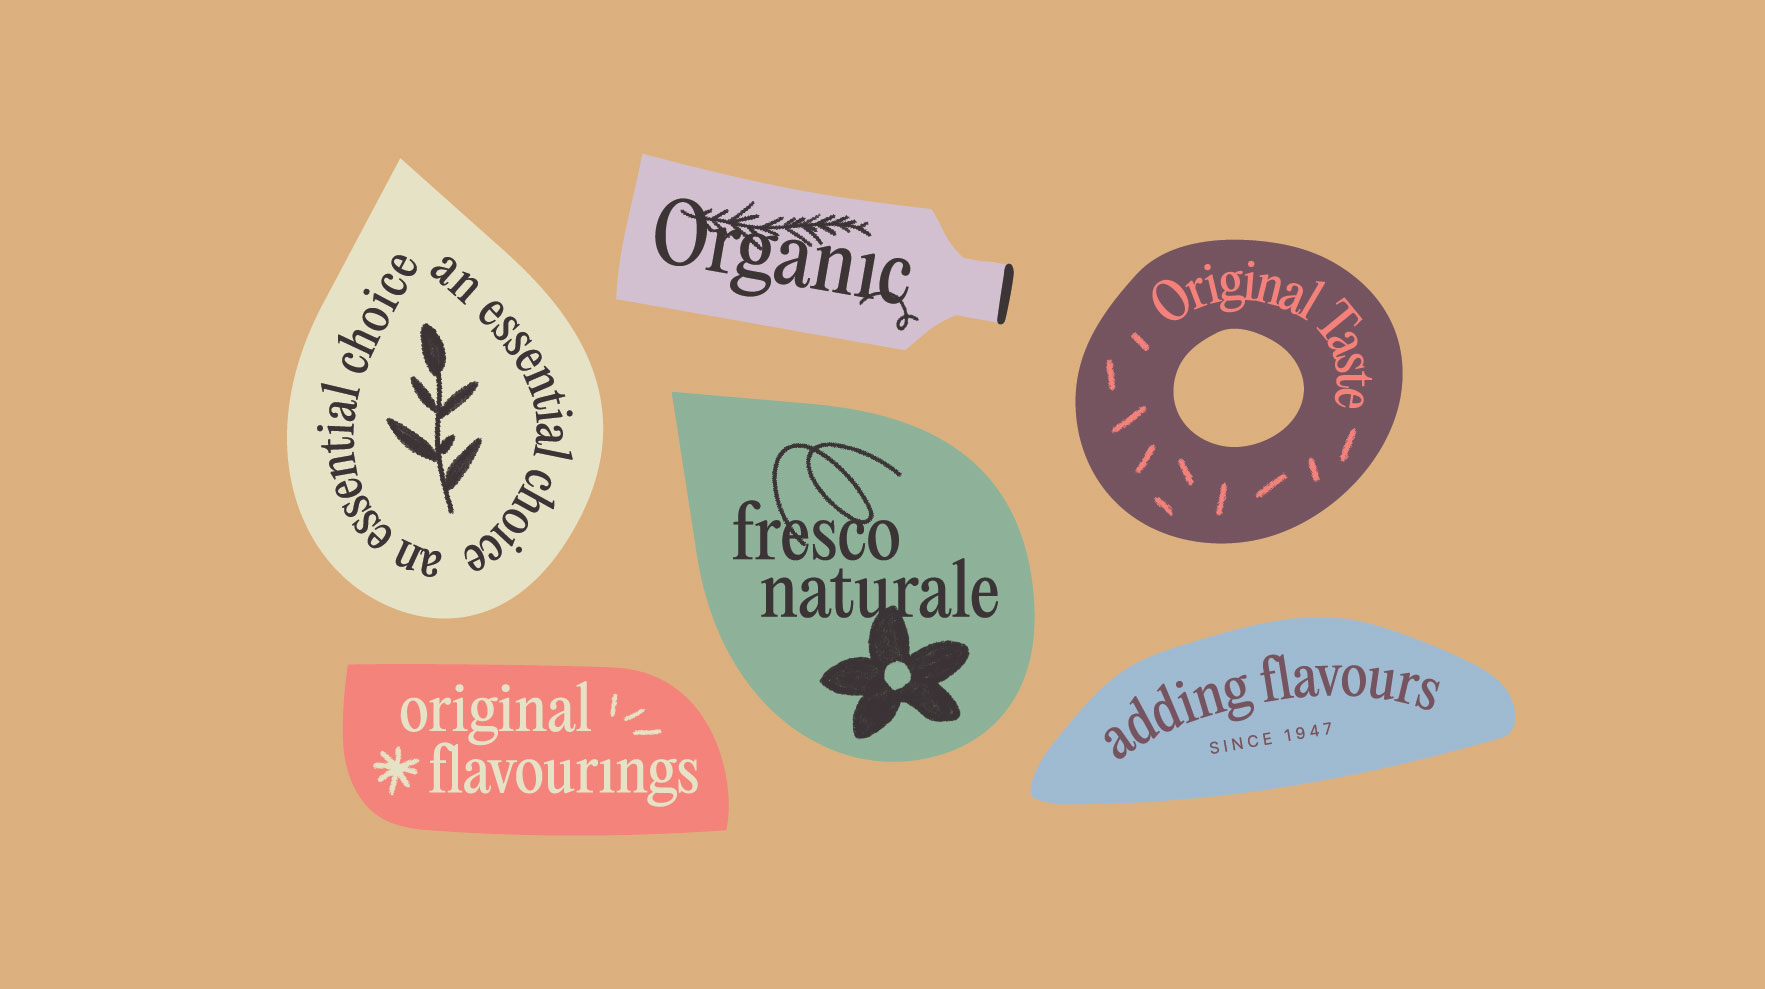 an essential choice
an essential choice
Organic
Original Taste
fresco
naturale
original
flavourings
adding flavours
SINCE 1947